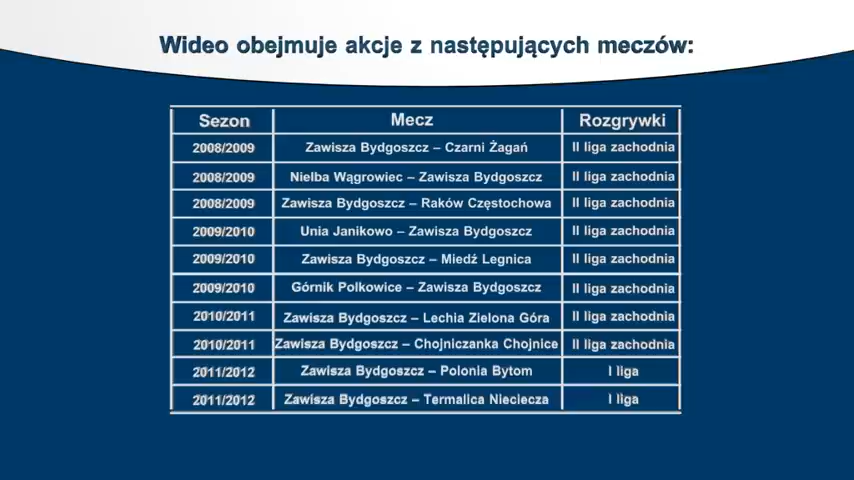 Wideo obejmuje akcje z następujących meczów:
Sezon Mecz Rozgrywki
2008/2009 Zawisza Bydgoszcz – Czarni Żagań II liga zachodnia
2008/2009 Nielba Wągrowiec – Zawisza Bydgoszcz II liga zachodnia
2008/2009 Zawisza Bydgoszcz – Raków Częstochowa II liga zachodnia
2009/2010 Unia Janikowo – Zawisza Bydgoszcz II liga zachodnia
2009/2010 Zawisza Bydgoszcz – Miedź Legnica II liga zachodnia
2009/2010 Górnik Polkowice – Zawisza Bydgoszcz II liga zachodnia
2010/2011 Zawisza Bydgoszcz – Lechia Zielona Góra II liga zachodnia
2010/2011 Zawisza Bydgoszcz – Chojniczanka Chojnice II liga zachodnia
2011/2012 Zawisza Bydgoszcz – Polonia Bytom I liga
2011/2012 Zawisza Bydgoszcz – Termalica Nieciecza I liga